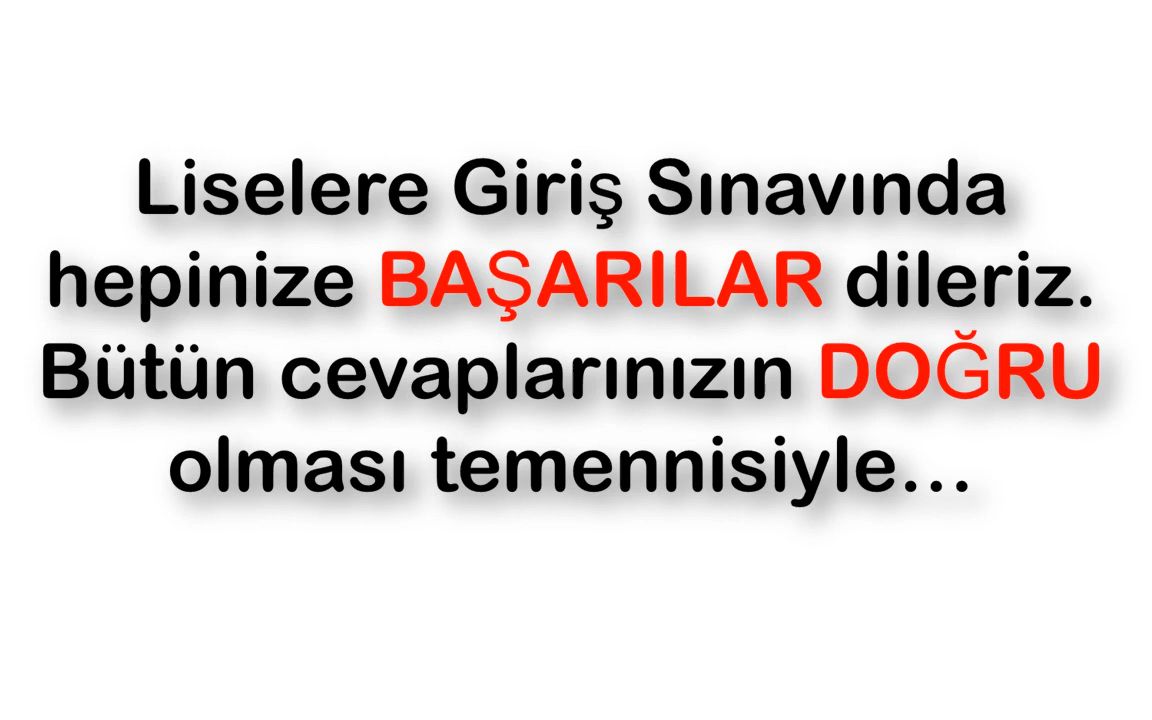 Liselere Giriş Sınavında
hepinize BAŞARILAR dileriz.
Bütün cevaplarınızın DOĞRU
olması temennisiyle...